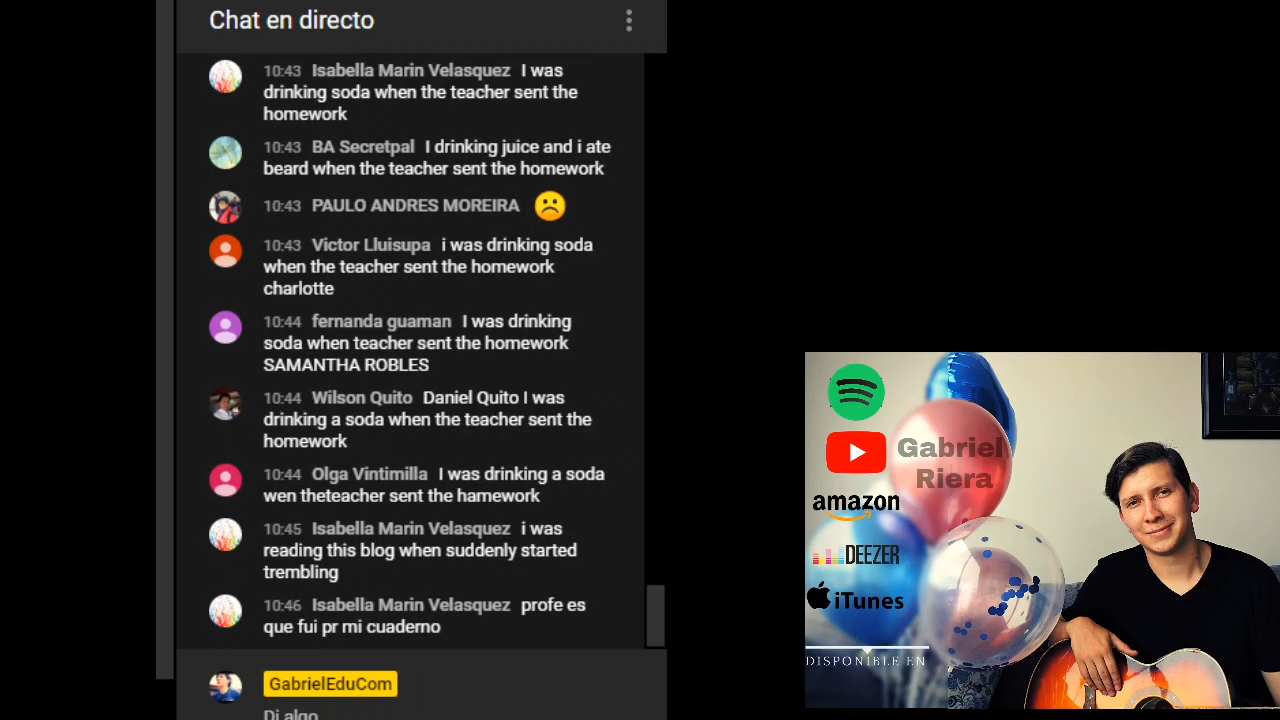 Chat en directo
10:43 Isabella Marin Velasquez I was
drinking soda when the teacher sent the
homework
10:43 BA Secretpal I drinking juice and i ate
beard when the teacher sent the homework
10:43 PAULO ANDRES MOREIRA ☹
10:43 Victor Lluisupa i was drinking soda
when the teacher sent the homework
charlotte
10:44 fernanda guaman I was drinking
soda when teacher sent the homework
SAMANTHA ROBLES
10:44 Wilson Quito Daniel Quito I was
drinking a soda when the teacher sent the
homework
10:44 Olga Vintimilla I was drinking a soda
wen theteacher sent the hamework
10:45 Isabella Marin Velasquez i was
reading this blog when suddenly started
trembling
10:46 Isabella Marin Velasquez profe es
que fui pr mi cuaderno
GabrielEduCom
Di algo
Gabriel
Riera
amazon
DEEZER
iTunes
DISPONIBLE EN